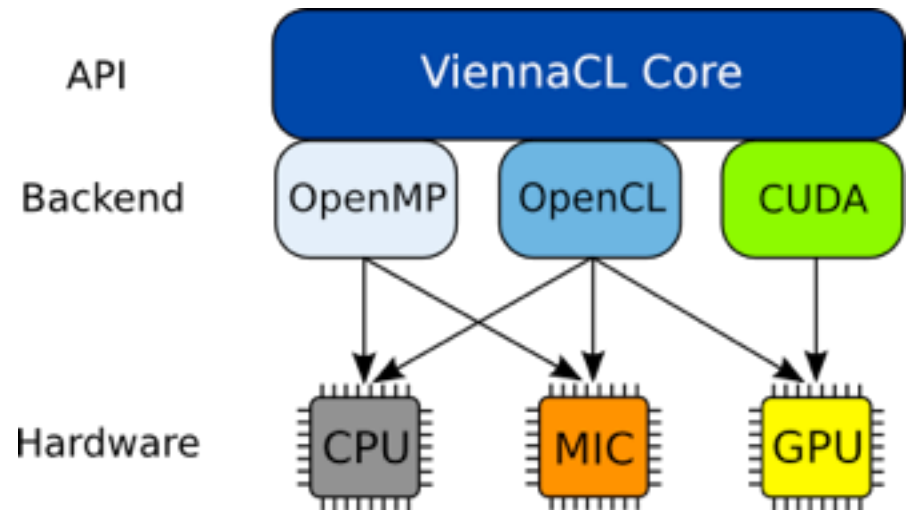 API
ViennaCL Core
Backend
OpenMP
OpenCL
CUDA
Hardware
CPU
MIC
GPU